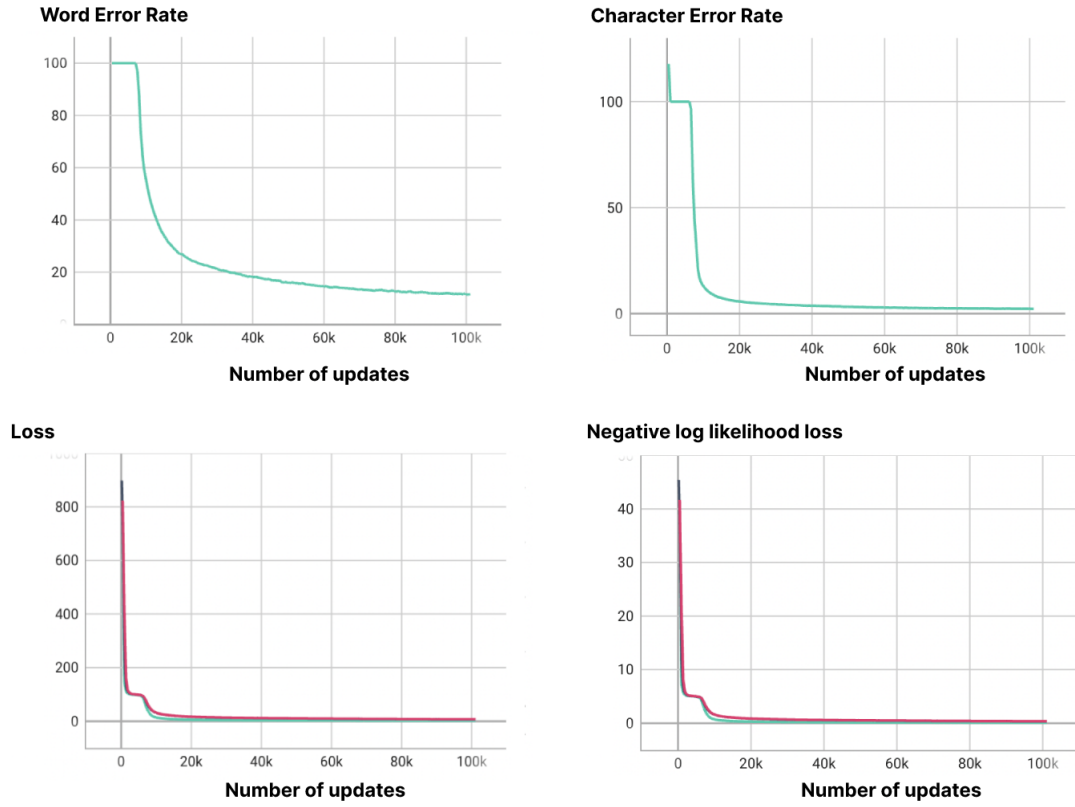 Word Error Rate
100
80
60
40
20
0 20k 40k 60k 80k 100k
Number of updates
Character Error Rate
100
50
0
0 20k 40k 60k 80k 100k
Number of updates
Loss
800
600
400
200
0
0 20k 40k 60k 80k 100k
Number of updates
Negative log likelihood loss
40
30
20
10
0
0 20k 40k 60k 80k 100k
Number of updates